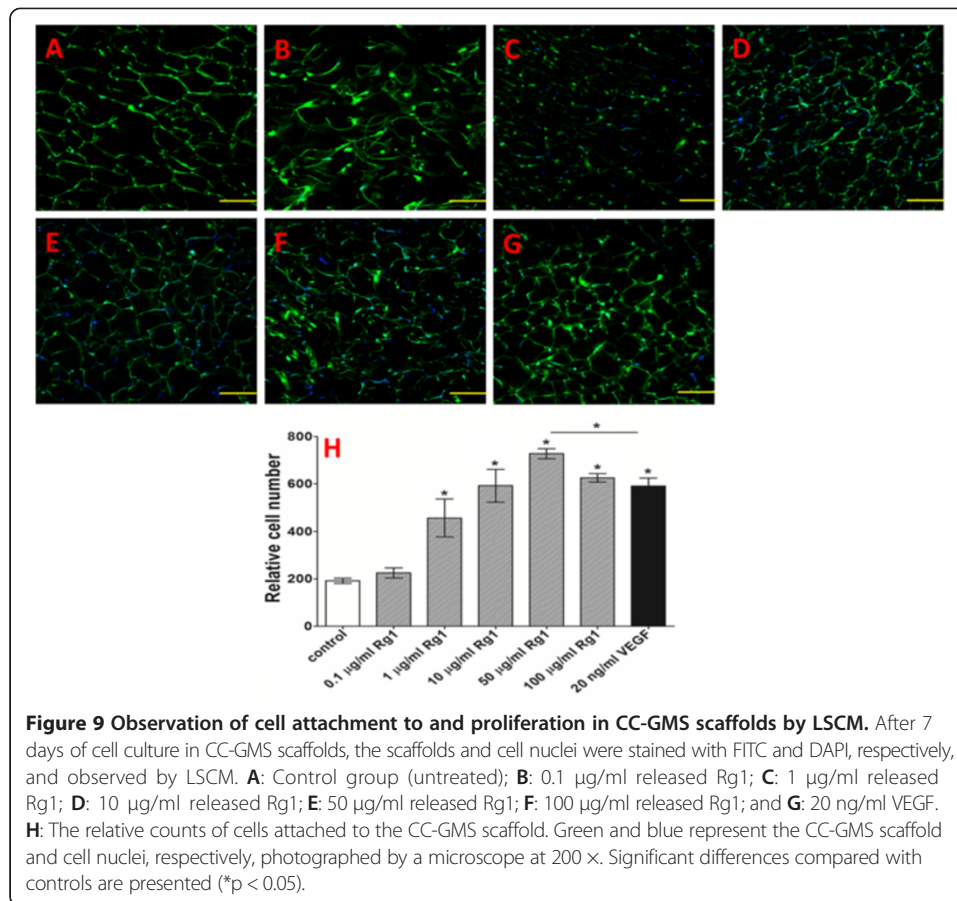 A B C D
E F G
H
800
600
400
200
0
Relative cell number
* * * * * *
control
0.1 μg/ml Rg1
1 μg/ml Rg1
10 μg/ml Rg1
50 μg/ml Rg1
100 μg/ml Rg1
20 ng/ml VEGF
Figure 9 Observation of cell attachment to and proliferation in CC-GMS scaffolds by LSCM. After 7
days of cell culture in CC-GMS scaffolds, the scaffolds and cell nuclei were stained with FITC and DAPI, respectively,
and observed by LSCM. A: Control group (untreated); B: 0.1 μg/ml released Rg1; C: 1 μg/ml released
Rg1; D: 10 μg/ml released Rg1; E: 50 μg/ml released Rg1; F: 100 μg/ml released Rg1; and G: 20 ng/ml VEGF.
H: The relative counts of cells attached to the CC-GMS scaffold. Green and blue represent the CC-GMS scaffold
and cell nuclei, respectively, photographed by a microscope at 200 ×. Significant differences compared with
controls are presented (*p < 0.05).